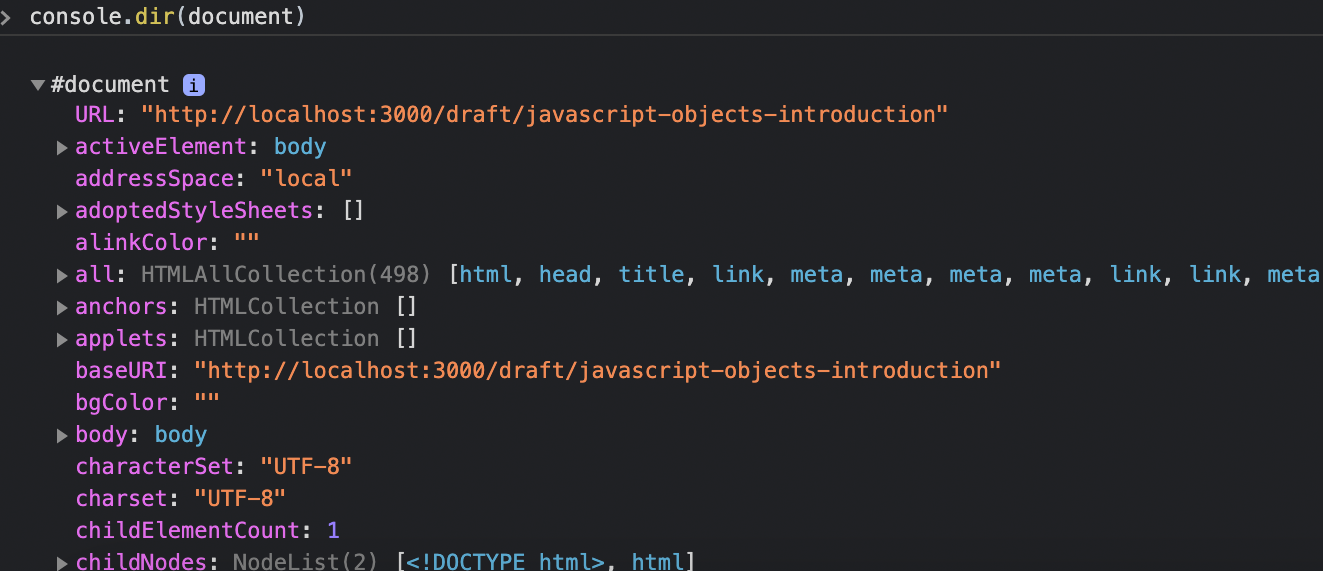 > console.dir(document)
▼ #document i
URL: "http://localhost:3000/draft/javascript-objects-introduction"
▶ activeElement: body
addressSpace: "local"
▶ adoptedStyleSheets: []
alinkColor: ""
▶ all: HTMLAllCollection(498) [html, head, title, link, meta, meta, meta, meta, link, link, meta
▶ anchors: HTMLCollection []
▶ applets: HTMLCollection []
baseURI: "http://localhost:3000/draft/javascript-objects-introduction"
bgColor: ""
▶ body: body
characterSet: "UTF-8"
charset: "UTF-8"
childElementCount: 1
▶ childNodes: NodeList(2) [<!DOCTYPE html>, html]